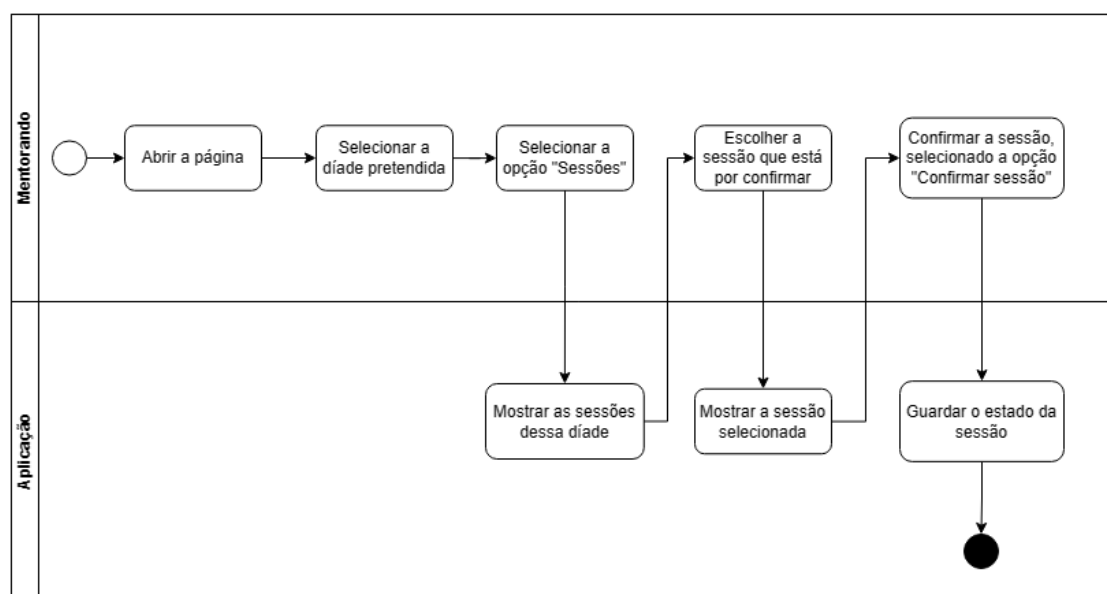 Mentorando
Abrir a página
Selecionar a
díade pretendida
Selecionar a
opção "Sessões"
Escolher a
sessão que está
por confirmar
Confirmar a sessão,
selecionado a opção
"Confirmar sessão"
Aplicação
Mostrar as sessões
dessa díade
Mostrar a sessão
selecionada
Guardar o estado da
sessão